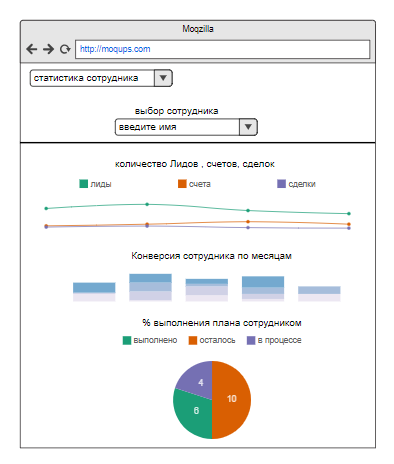 Moqzilla
http://moqups.com
статистика сотрудника
выбор сотрудника
введите имя
количество Лидов , счетов, сделок
лиды счета сделки
Конверсия сотрудника по месяцам
% выполнения плана сотрудником
выполнено осталось в процессе
4
10
6